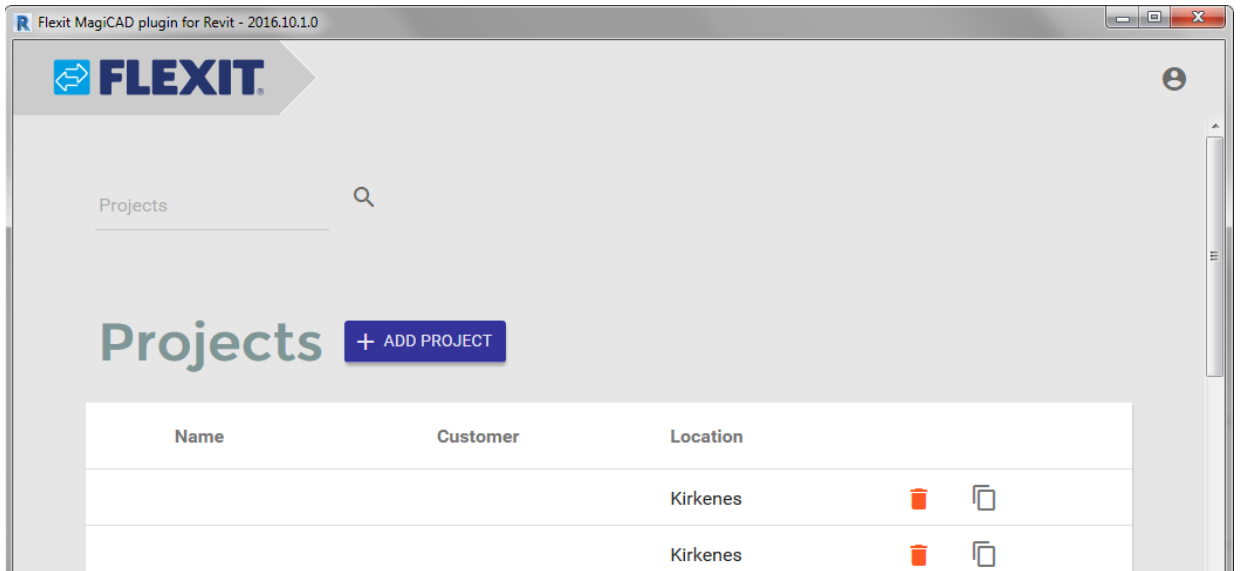 Flexit MagiCAD plugin for Revit - 2016.10.1.0
FLEXIT®
Projects
Projects
+ ADD PROJECT
Name Customer Location
Kirkenes
Kirkenes